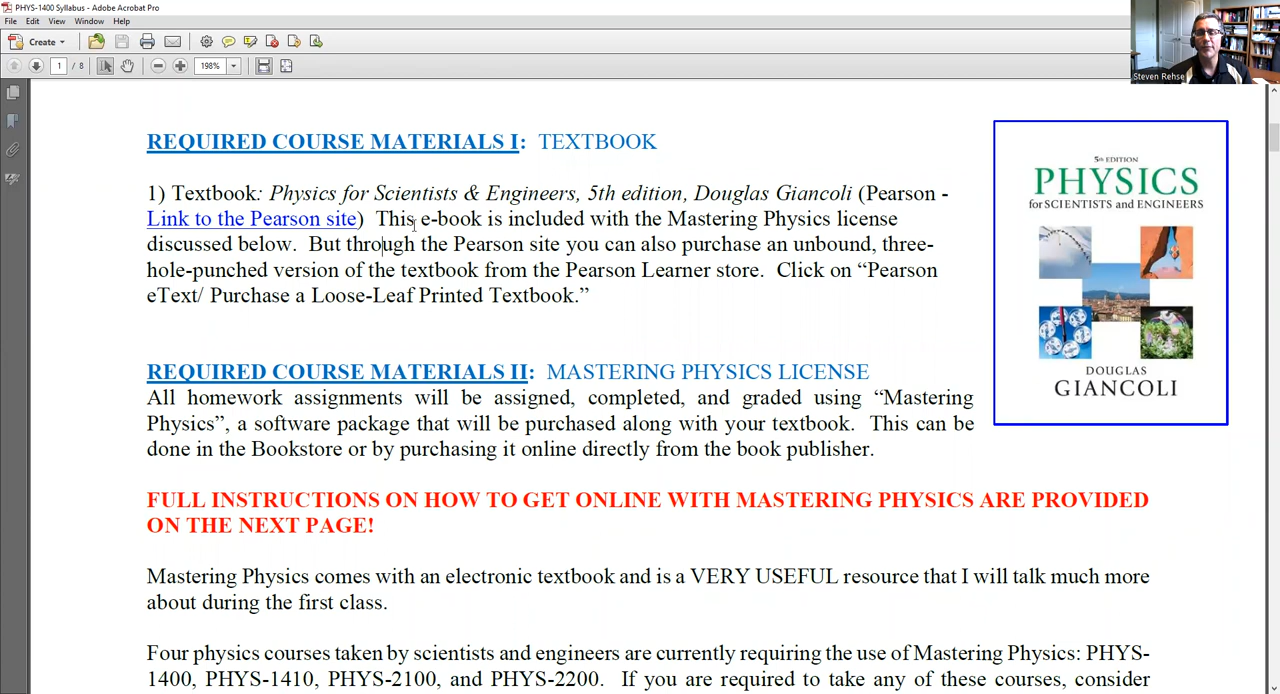 PHYS-1400 Syllabus - Adobe Acrobat Pro
File Edit View Window Help
Create
1 / 8 198%
Steven Rehse
REQUIRED COURSE MATERIALS I: TEXTBOOK
1) Textbook: Physics for Scientists & Engineers, 5th edition, Douglas Giancoli (Pearson -
Link to the Pearson site) This e-book is included with the Mastering Physics license
discussed below. But through the Pearson site you can also purchase an unbound, three-
hole-punched version of the textbook from the Pearson Learner store. Click on “Pearson
eText/ Purchase a Loose-Leaf Printed Textbook.”
5th EDITION
PHYSICS
for SCIENTISTS and ENGINEERS
DOUGLAS
GIANCOLI
REQUIRED COURSE MATERIALS II: MASTERING PHYSICS LICENSE
All homework assignments will be assigned, completed, and graded using “Mastering
Physics”, a software package that will be purchased along with your textbook. This can be
done in the Bookstore or by purchasing it online directly from the book publisher.
FULL INSTRUCTIONS ON HOW TO GET ONLINE WITH MASTERING PHYSICS ARE PROVIDED
ON THE NEXT PAGE!
Mastering Physics comes with an electronic textbook and is a VERY USEFUL resource that I will talk much more
about during the first class.
Four physics courses taken by scientists and engineers are currently requiring the use of Mastering Physics: PHYS-
1400, PHYS-1410, PHYS-2100, and PHYS-2200. If you are required to take any of these courses, consider